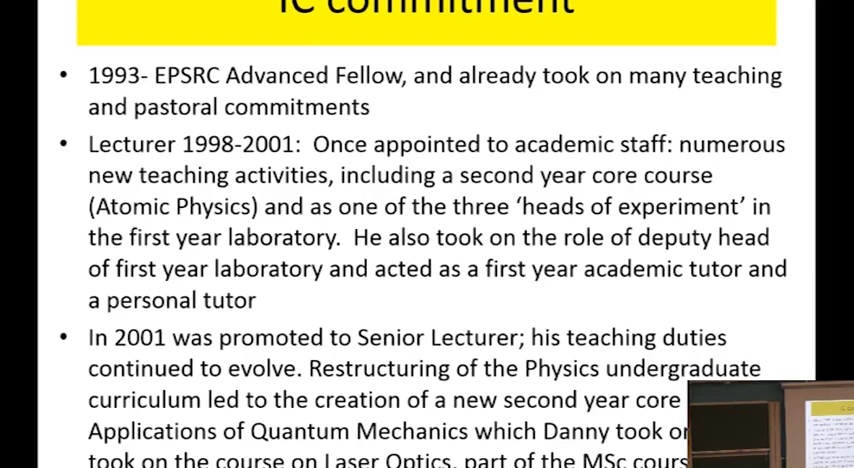 IC commitment
• 1993- EPSRC Advanced Fellow, and already took on many teaching
and pastoral commitments
• Lecturer 1998-2001: Once appointed to academic staff: numerous
new teaching activities, including a second year core course
(Atomic Physics) and as one of the three ‘heads of experiment’ in
the first year laboratory. He also took on the role of deputy head
of first year laboratory and acted as a first year academic tutor and
a personal tutor
• In 2001 was promoted to Senior Lecturer; his teaching duties
continued to evolve. Restructuring of the Physics undergraduate
curriculum led to the creation of a new second year core
Applications of Quantum Mechanics which Danny took
took on the course on Laser Optics, part of the MSc